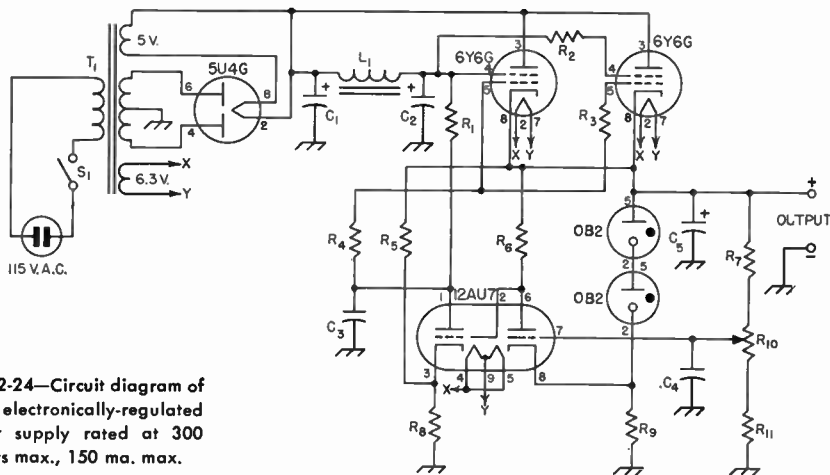 5 V.
T1
5U4G
6
8
4
2
S1
6.3 V.
X
Y
115 V. A.C.
C1
+
L1
+
C2
R1
6Y6G
3
4
5
8
2
7
X
Y
R2
6Y6G
3
4
5
8
2
7
X
Y
R3
R4
R5
R6
C3
12AU7
1
2
6
7
3
4
9
5
8
X
Y
R8
5
OB2
2
5
OB2
2
C5
+
R7
R10
C4
R9
R11
+
OUTPUT
-
2-24—Circuit diagram of
electronically-regulated
supply rated at 300
max., 150 ma. max.